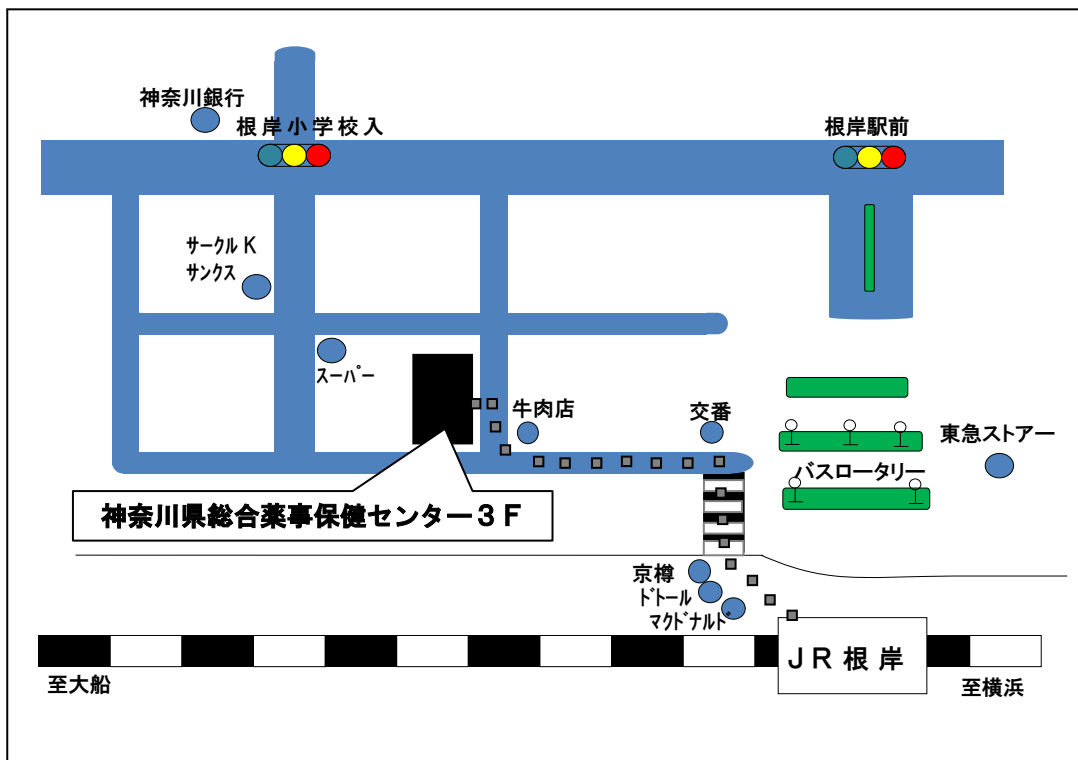 神奈川銀行
根岸小学校入
根岸駅前
サークルK
サンクス
スーパー
牛肉店
交番
東急ストアー
バスロータリー
神奈川県総合薬事保健センター3F
京樽
ドトール
マクドナルド
JR根岸
至大船
至横浜